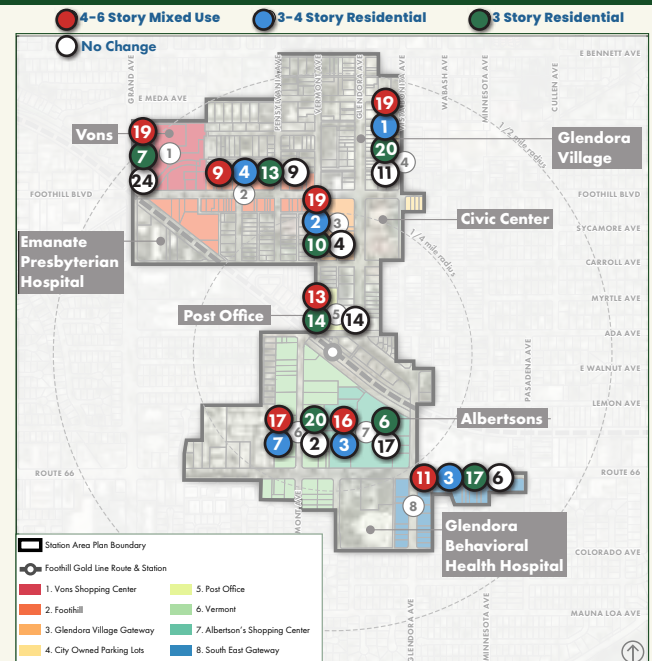 4-6 Story Mixed Use
3-4 Story Residential
3 Story Residential
No Change
E BENNETT AVE
GRAND AVE
PENSYLVANIA AVE
VERMONT AVE
GLENDORA AVE
WABASH AVE
MINNESOTA AVE
CULLEN AVE
E MEDA AVE
1/2 mile radius
Vons
19
7
24
1
9
4
13
9
2
19
1
20
11
4
Glendora
Village
FOOTHILL BLVD
FOOTHILL BLVD
19
2
3
10
4
Civic Center
SYCAMORE AVE
1/4 mile radius
Emanate
Presbyterian
Hospital
CARROLL AVE
MYRTLE AVE
13
Post Office
14
5
14
ADA AVE
E WALNUT AVE
PASADENA AVE
LEMON AVE
17
20
16
6
6
7
7
2
3
17
Albertsons
ROUTE 66
ROUTE 66
11
3
17
6
8
MONT AVE
Glendora
Behavioral
Health Hospital
COLORADO AVE
MAUNA LOA AVE
GLENDORA AVE
MINNESOTA AVE
Station Area Plan Boundary
Foothill Gold Line Route & Station
1. Vons Shopping Center
2. Foothill
3. Glendora Village Gateway
4. City Owned Parking Lots
5. Post Office
6. Vermont
7. Albertson's Shopping Center
8. South East Gateway